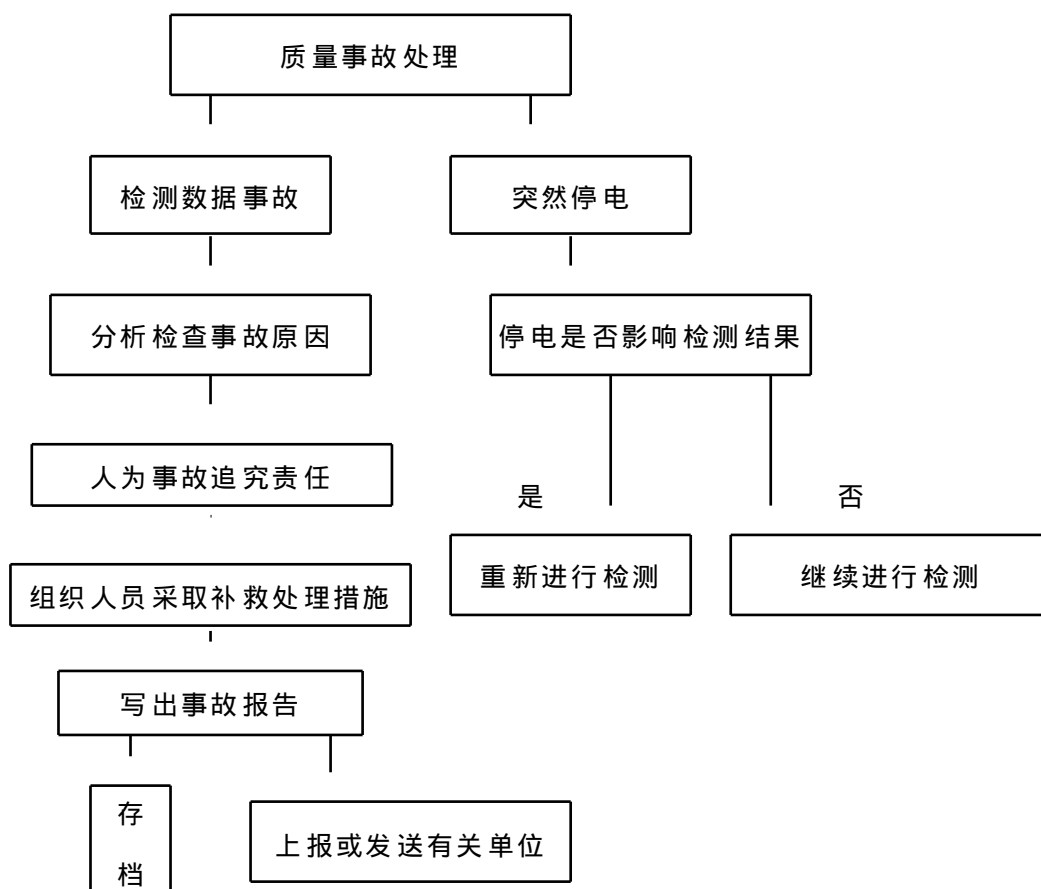 质量事故处理
检测数据事故
突然停电
分析检查事故原因
停电是否影响检测结果
人为事故追究责任
是
否
组织人员采取补救处理措施
重新进行检测
继续进行检测
写出事故报告
存
档
上报或发送有关单位